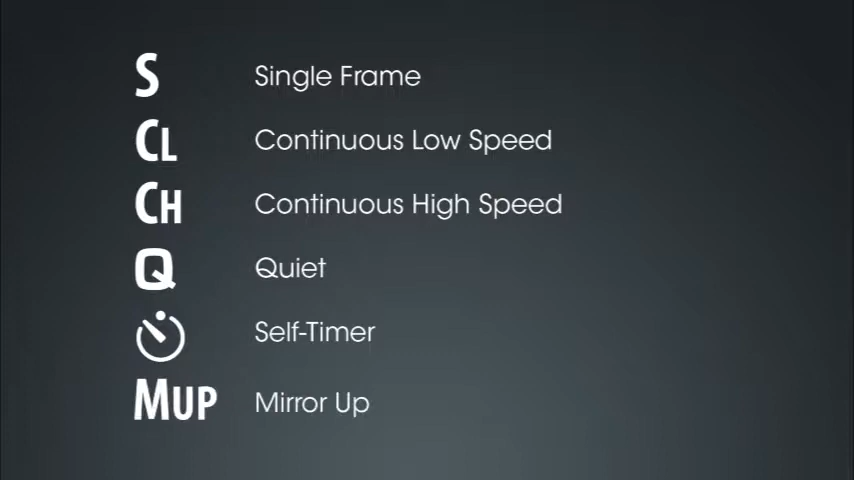 S Single Frame
CL Continuous Low Speed
CH Continuous High Speed
Q Quiet
Self-Timer
MUP Mirror Up